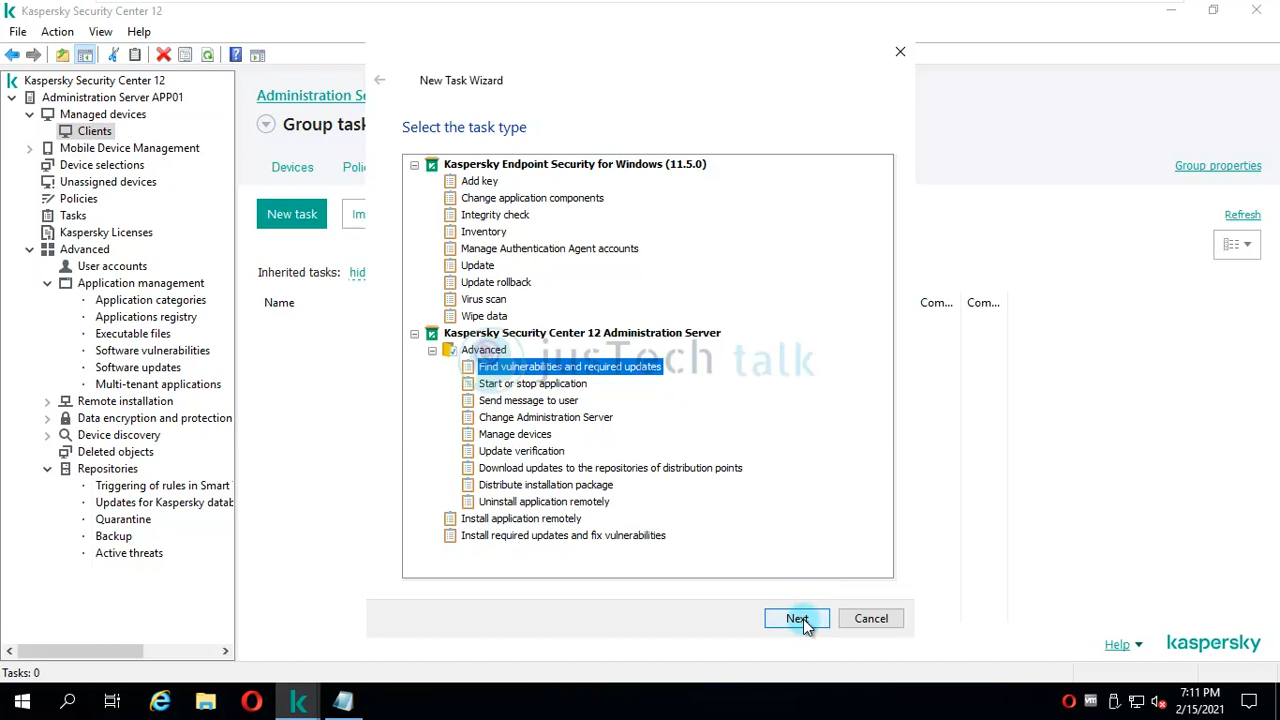 Kaspersky Security Center 12
File Action View Help
Kaspersky Security Center 12
Administration Server APP01
Managed devices
Clients
Mobile Device Management
Device selections
Unassigned devices
Policies
Tasks
Kaspersky Licenses
Advanced
User accounts
Application management
Application categories
Applications registry
Executable files
Software vulnerabilities
Software updates
Multi-tenant applications
Remote installation
Data encryption and protection
Device discovery
Deleted objects
Repositories
Triggering of rules in Smart
Updates for Kaspersky datab
Quarantine
Backup
Active threats
Administration Se
Group task
Devices Polic
New task Im
Inherited tasks: hid
Name
New Task Wizard
Select the task type
Kaspersky Endpoint Security for Windows (11.5.0)
Add key
Change application components
Integrity check
Inventory
Manage Authentication Agent accounts
Update
Update rollback
Virus scan
Wipe data
Kaspersky Security Center 12 Administration Server
Advanced
Find vulnerabilities and required updates
Start or stop application
Send message to user
Change Administration Server
Manage devices
Update verification
Download updates to the repositories of distribution points
Distribute installation package
Uninstall application remotely
Install application remotely
Install required updates and fix vulnerabilities
jusTech talk
Next Cancel
Group properties
Refresh
Com... Com...
Help kaspersky
Tasks: 0
7:11 PM
2/15/2021